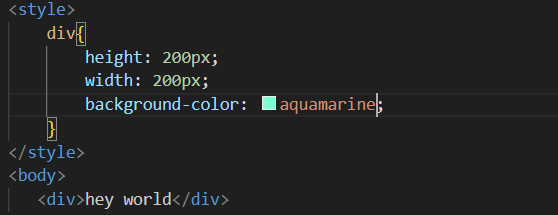 <style>
div{
height: 200px;
width: 200px;
background-color: aquamarine;
}
</style>
<body>
<div>hey world</div>